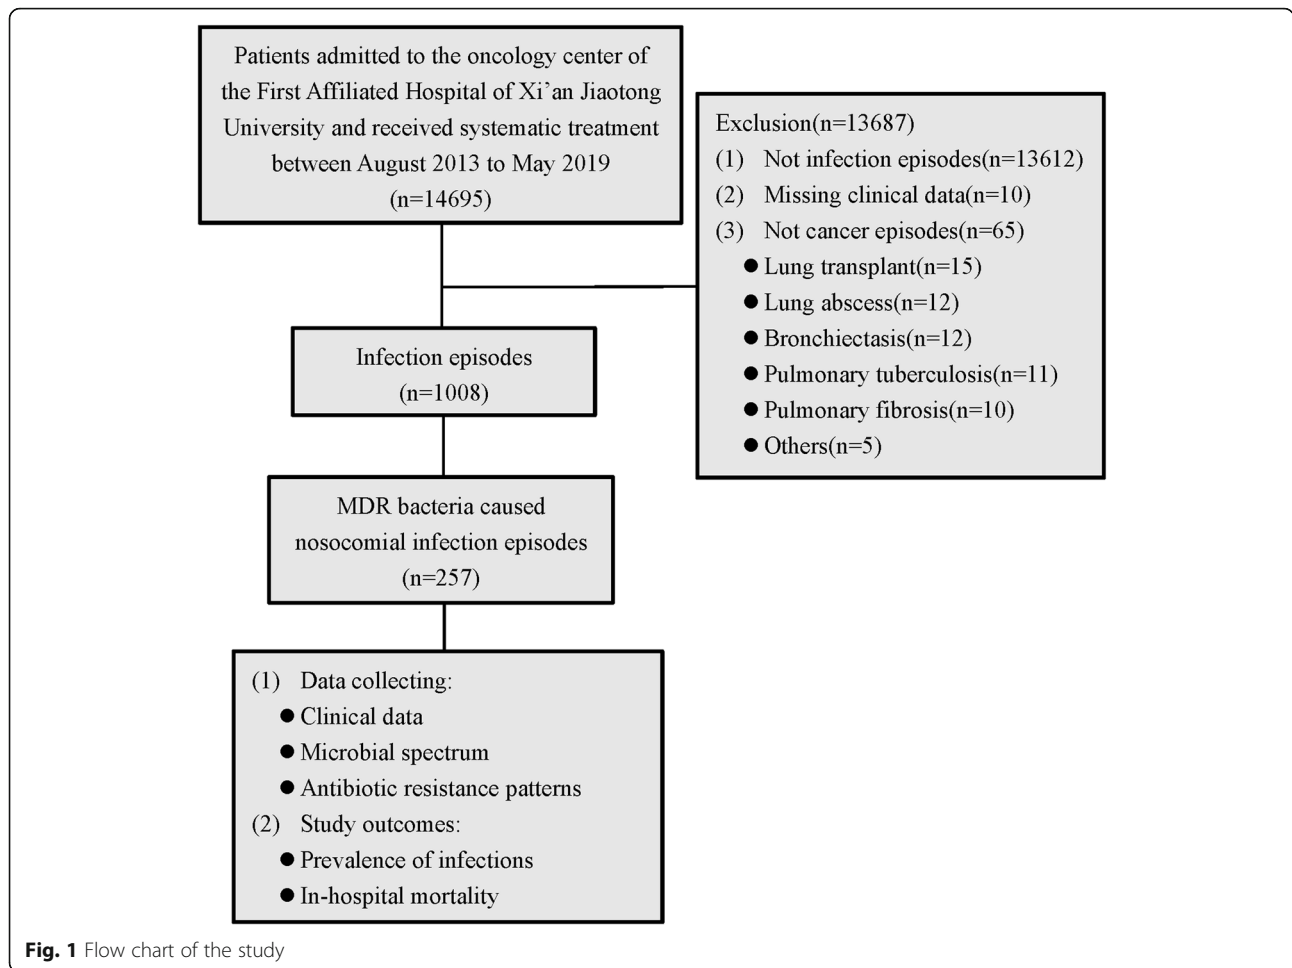 Patients admitted to the oncology center of
the First Affiliated Hospital of Xi’an Jiaotong
University and received systematic treatment
between August 2013 to May 2019
(n=14695)
Exclusion(n=13687)
(1) Not infection episodes(n=13612)
(2) Missing clinical data(n=10)
(3) Not cancer episodes(n=65)
● Lung transplant(n=15)
● Lung abscess(n=12)
● Bronchiectasis(n=12)
● Pulmonary tuberculosis(n=11)
● Pulmonary fibrosis(n=10)
● Others(n=5)
Infection episodes
(n=1008)
MDR bacteria caused
nosocomial infection episodes
(n=257)
(1) Data collecting:
● Clinical data
● Microbial spectrum
● Antibiotic resistance patterns
(2) Study outcomes:
● Prevalence of infections
● In-hospital mortality
Fig. 1 Flow chart of the study